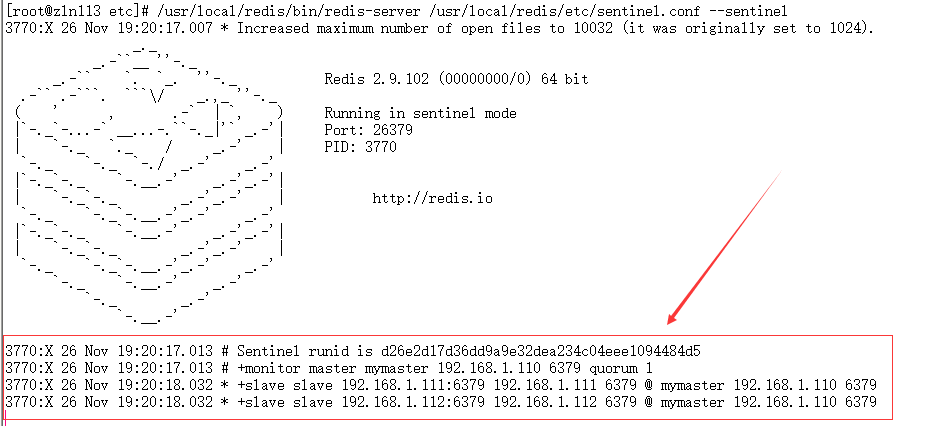 [root@zln113 etc]# /usr/local/redis/bin/redis-server /usr/local/redis/etc/sentinel.conf --sentinel
3770:X 26 Nov 19:20:17.007 * Increased maximum number of open files to 10032 (it was originally set to 1024).
Redis 2.9.102 (00000000/0) 64 bit
Running in sentinel mode
Port: 26379
PID: 3770
http://redis.io
3770:X 26 Nov 19:20:17.013 # Sentinel runid is d26e2d17d36dd9a9e32dea234c04eee1094484d5
3770:X 26 Nov 19:20:17.013 # +monitor master mymaster 192.168.1.110 6379 quorum 1
3770:X 26 Nov 19:20:18.032 * +slave slave 192.168.1.111:6379 192.168.1.111 6379 @ mymaster 192.168.1.110 6379
3770:X 26 Nov 19:20:18.032 * +slave slave 192.168.1.112:6379 192.168.1.112 6379 @ mymaster 192.168.1.110 6379